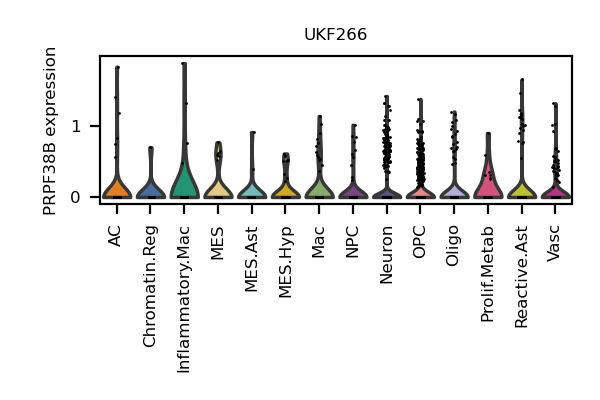 UKF266
PRPF38B expression
1
0
AC
Chromatin.Reg
Inflammatory.Mac
MES
MES.Ast
MES.Hyp
Mac
NPC
Neuron
OPC
Oligo
Prolif.Metab
Reactive.Ast
Vasc